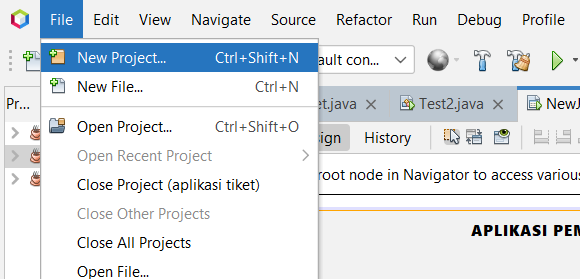 File Edit View Navigate Source Refactor Run Debug Profile
New Project... Ctrl+Shift+N
New File... Ctrl+N
Open Project... Ctrl+Shift+O
Open Recent Project
Close Project (aplikasi tiket)
Close Other Projects
Close All Projects
Open File...
ault con...
Pr...
et.java Test2.java NewJ
ign History
root node in Navigator to access various
APLIKASI PEM